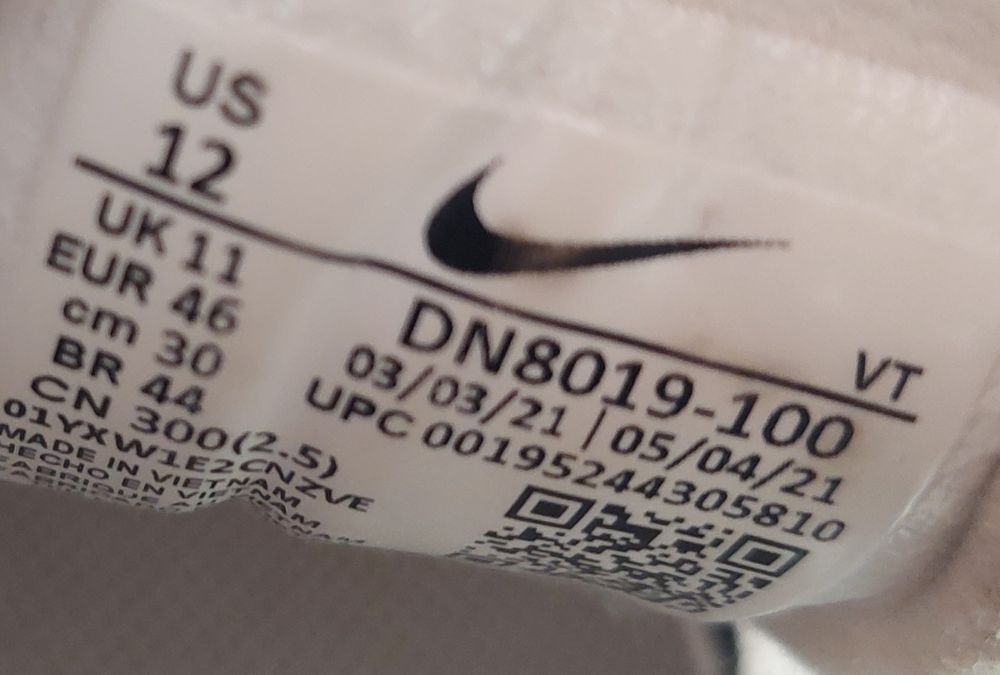 US
12
UK 11
EUR 46
cm 30
BR 44
CN 300(2.5)
01YXW1E2CNZVE
MADE IN VIETNAM
HECHO EN VIETNAM
VT
DN8019-100
03/03/21 | 05/04/21
UPC 00195244305810